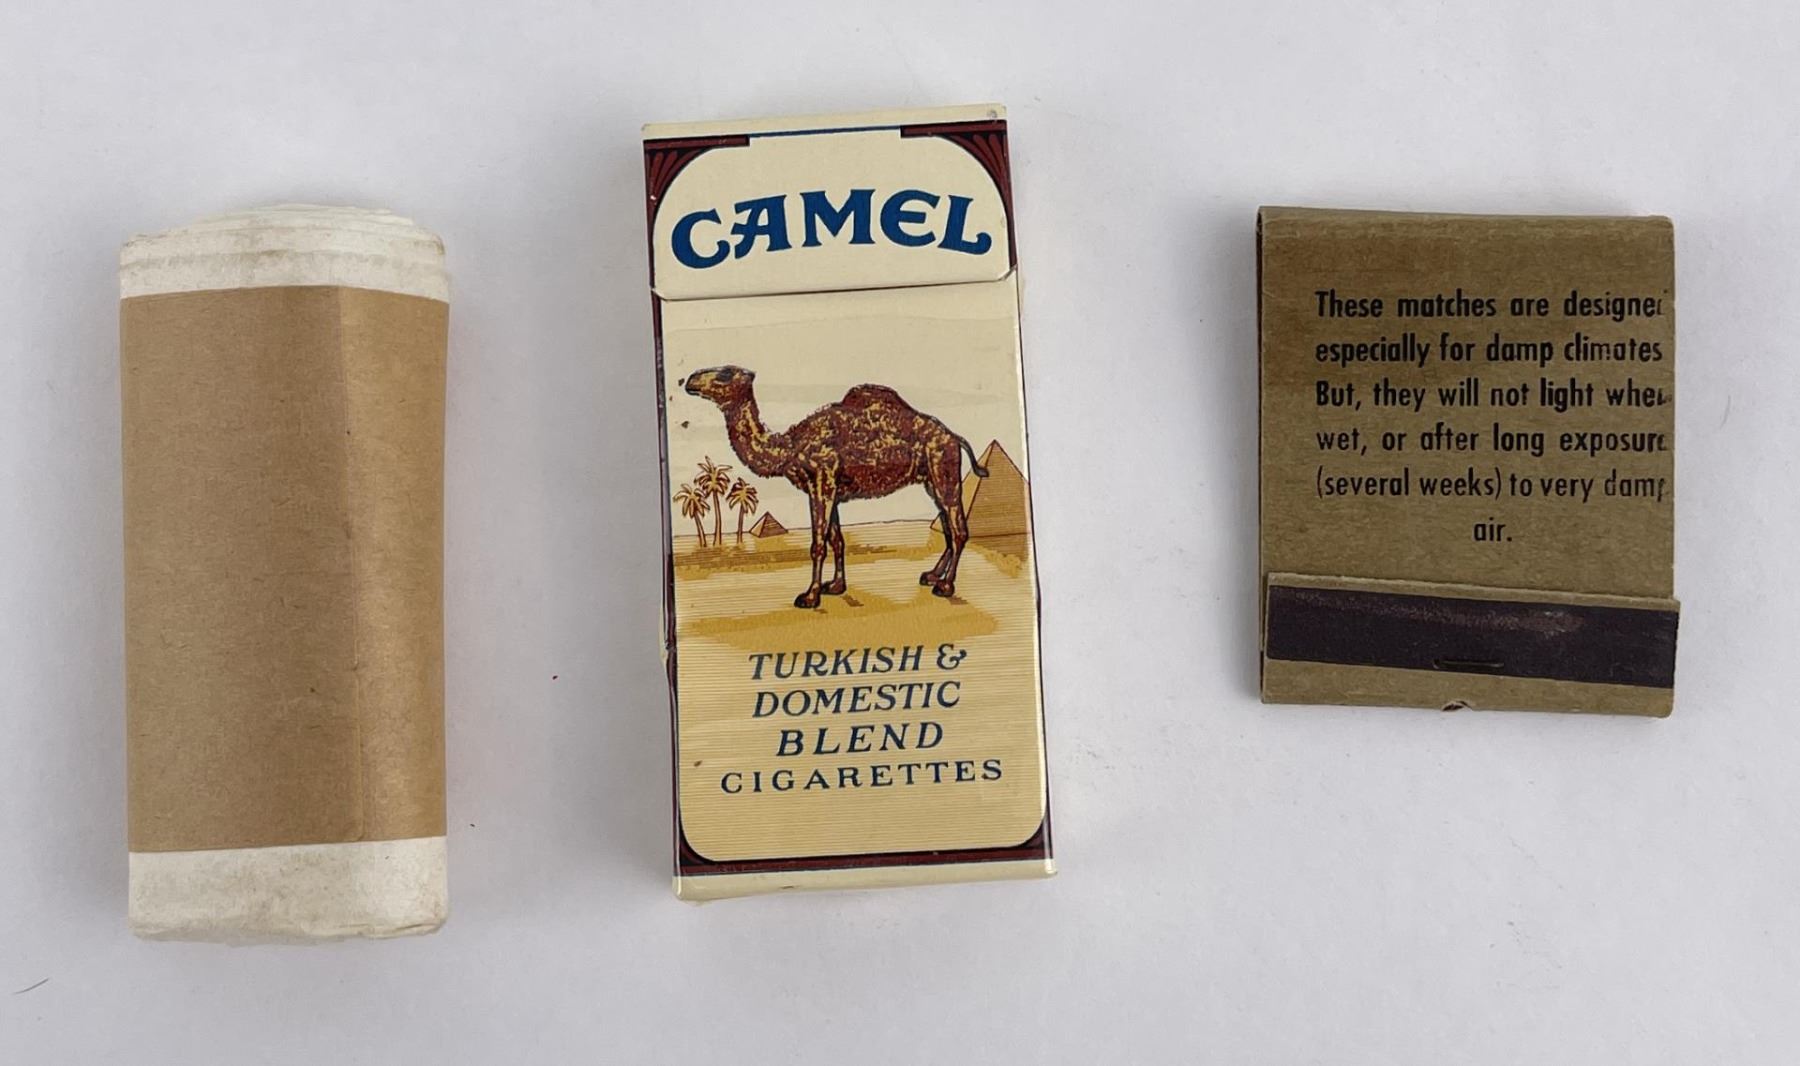 CAMEL
TURKISH &
DOMESTIC
BLEND
CIGARETTES
These matches are designed
especially for damp climates
But, they will not light when
wet, or after long exposure
(several weeks) to very damp
air.